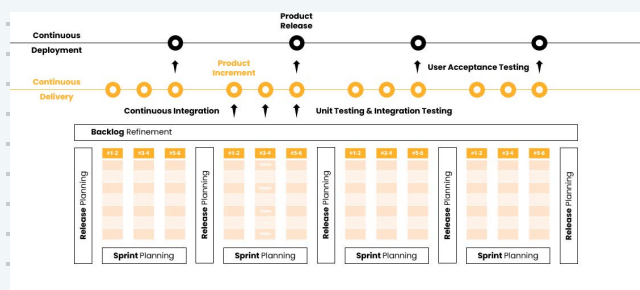 Product
Release
Continuous
Deployment
Product
Increment
User Acceptance Testing
Continuous
Delivery
Continuous Integration
Unit Testing & Integration Testing
Backlog Refinement
#1-2 #3-4 #5-6 #1-2 #3-4 #5-6 #1-2 #3-4 #5-6 #1-2 #3-4 #5-6
Release Planning
Release Planning
Release Planning
Release Planning
Release Planning
Sprint Planning Sprint Planning Sprint Planning Sprint Planning